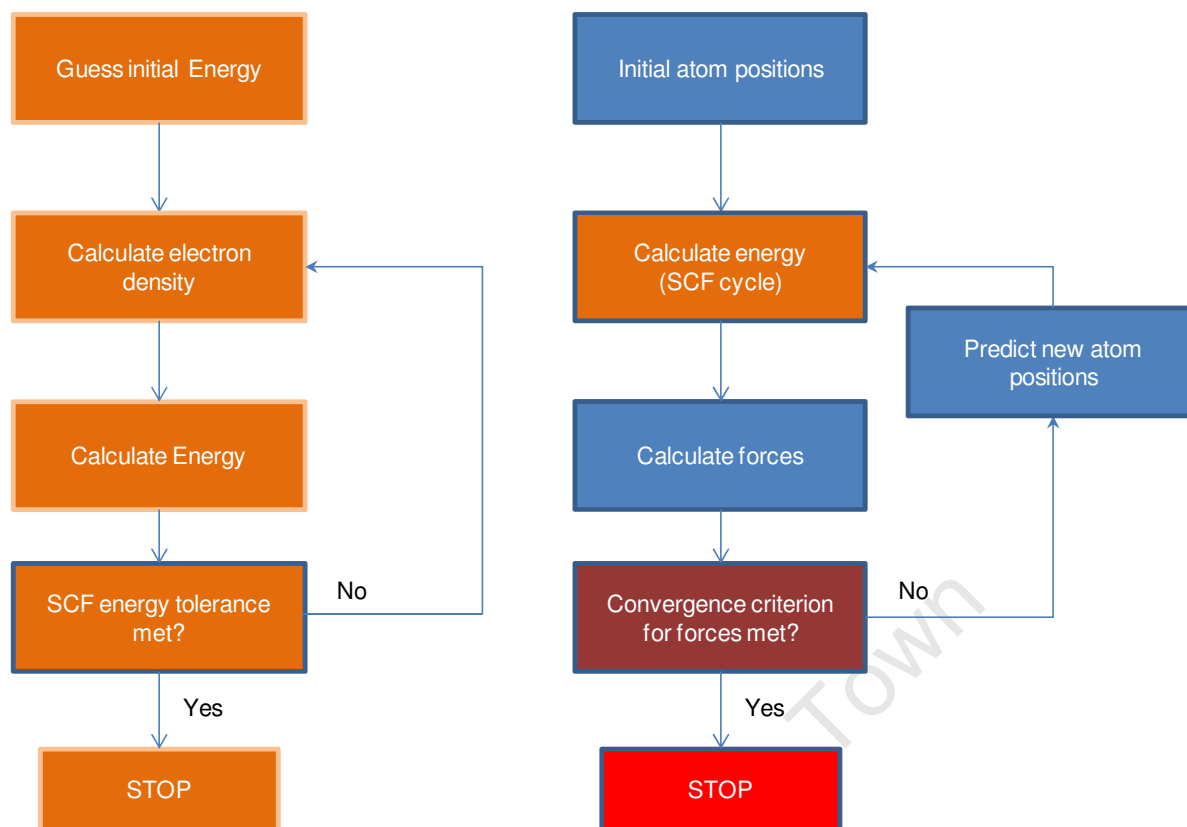 Guess initial Energy
Calculate electron
density
Calculate Energy
SCF energy tolerance
met?
No
Yes
STOP
Initial atom positions
Calculate energy
(SCF cycle)
Predict new atom
positions
Calculate forces
Convergence criterion
for forces met?
No
Yes
STOP
Town